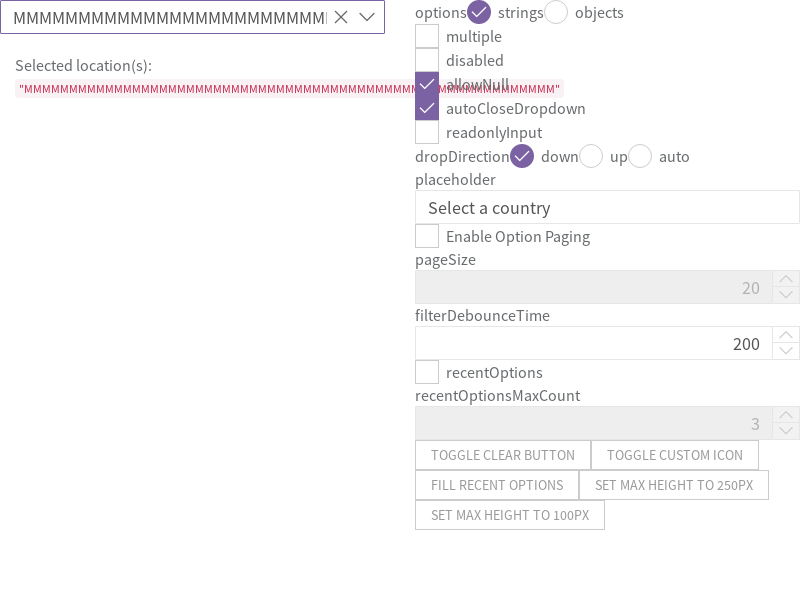 MMMMMMMMMMMMMMMMMMMMMMMM
Selected location(s):
options strings objects
multiple
disabled
allowNull
autoCloseDropdown
readonlyInput
dropDirection down up auto
placeholder
Select a country
Enable Option Paging
pageSize
20
filterDebounceTime
200
recentOptions
recentOptionsMaxCount
3
TOGGLE CLEAR BUTTON TOGGLE CUSTOM ICON
FILL RECENT OPTIONS SET MAX HEIGHT TO 250PX
SET MAX HEIGHT TO 100PX